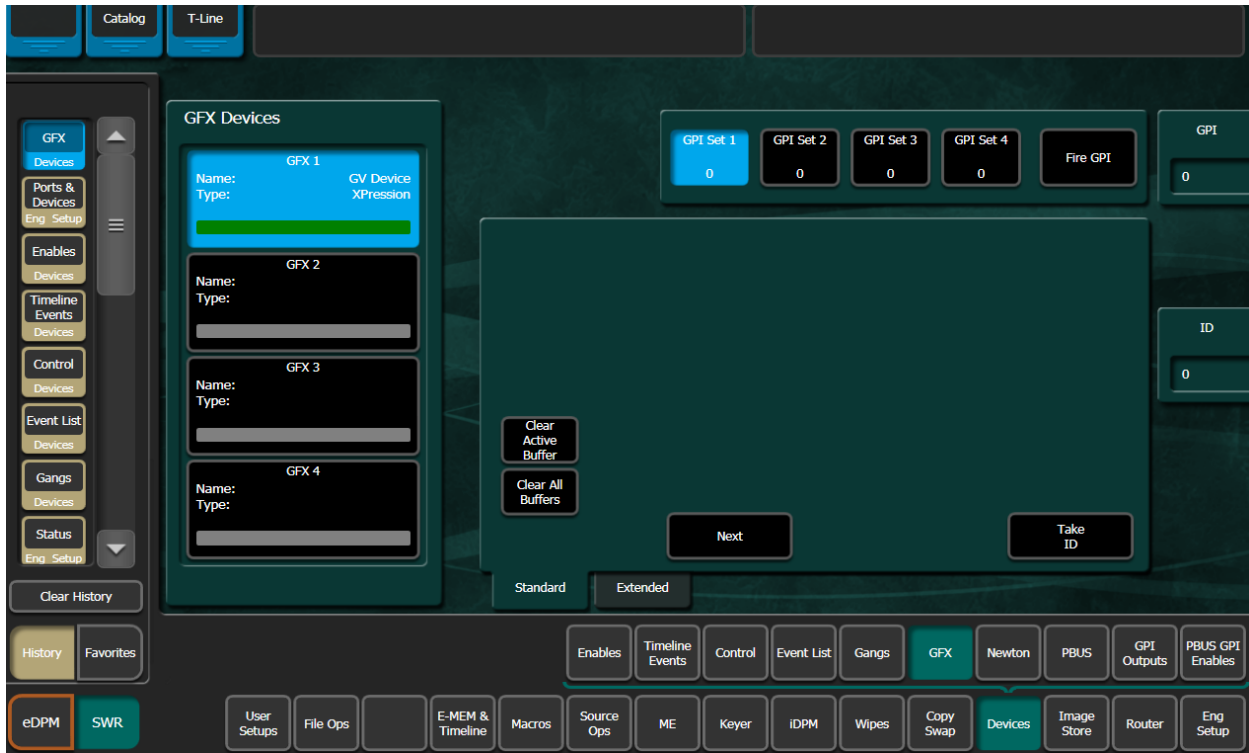 Catalog
T-Line
GFX
Devices
Ports &
Devices
Eng Setup
Enables
Devices
Timeline
Events
Devices
Control
Devices
Event List
Devices
Gangs
Devices
Status
Eng Setup
Clear History
History
Favorites
GFX Devices
GFX 1
Name: GV Device
Type: XPression
GFX 2
Name:
Type:
GFX 3
Name:
Type:
GFX 4
Name:
Type:
GPI Set 1
0
GPI Set 2
0
GPI Set 3
0
GPI Set 4
0
Fire GPI
GPI
0
ID
0
Clear
Active
Buffer
Clear All
Buffers
Next
Take
ID
Standard
Extended
Enables
Timeline
Events
Control
Event List
Gangs
GFX
Newton
PBUS
GPI
Outputs
PBUS GPI
Enables
eDPM
SWR
User
Setups
File Ops
E-MEM &
Timeline
Macros
Source
Ops
ME
Keyer
iDPM
Wipes
Copy
Swap
Devices
Image
Store
Router
Eng
Setup